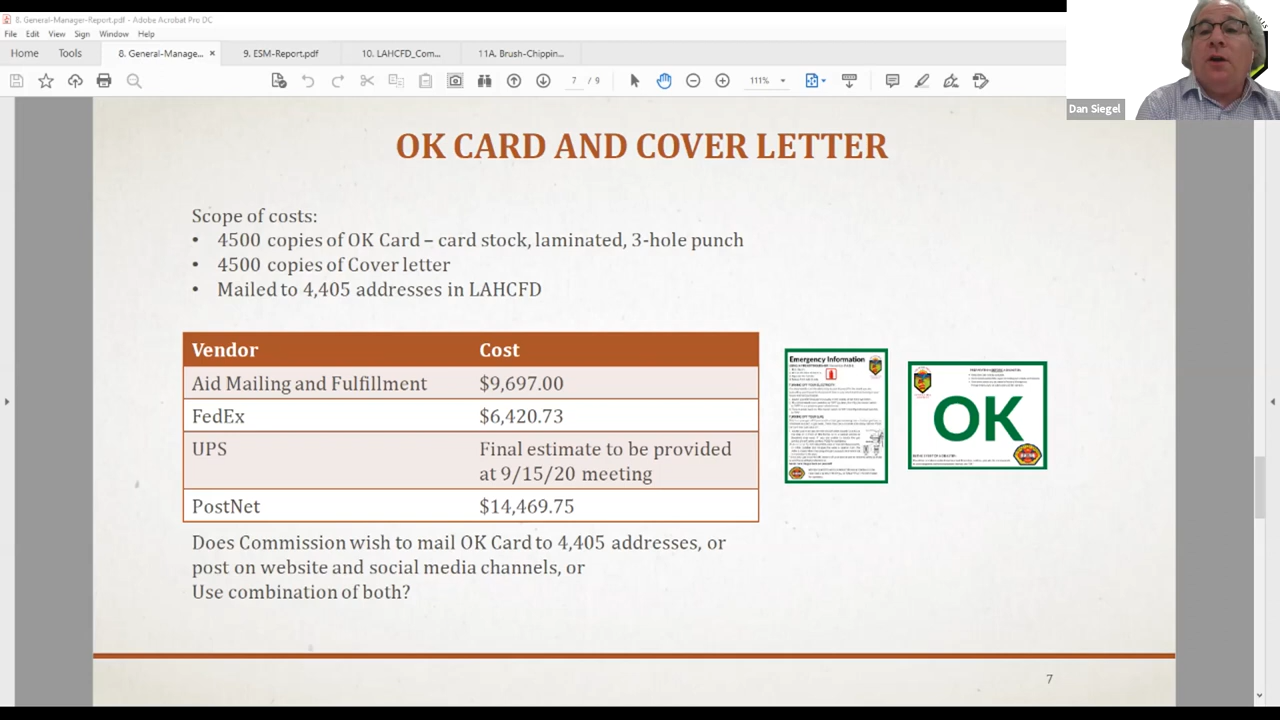 8. General-Manager-Report.pdf - Adobe Acrobat Pro DC
File Edit View Sign Window Help
Home Tools 8. General-Manage... × 9. ESM-Report.pdf 10. LAHCFD_Com... 11A. Brush-Chippin...
7 / 9 111%
Dan Siegel
OK CARD AND COVER LETTER
Scope of costs:
• 4500 copies of OK Card – card stock, laminated, 3-hole punch
• 4500 copies of Cover letter
• Mailed to 4,405 addresses in LAHCFD
Vendor Cost
Aid Mailing and Fulfillment $9,697.00
FedEx $6,420.73
UPS Final estimate to be provided
at 9/15/20 meeting
PostNet $14,469.75
Emergency Information
OK
Does Commission wish to mail OK Card to 4,405 addresses, or
post on website and social media channels, or
Use combination of both?
7